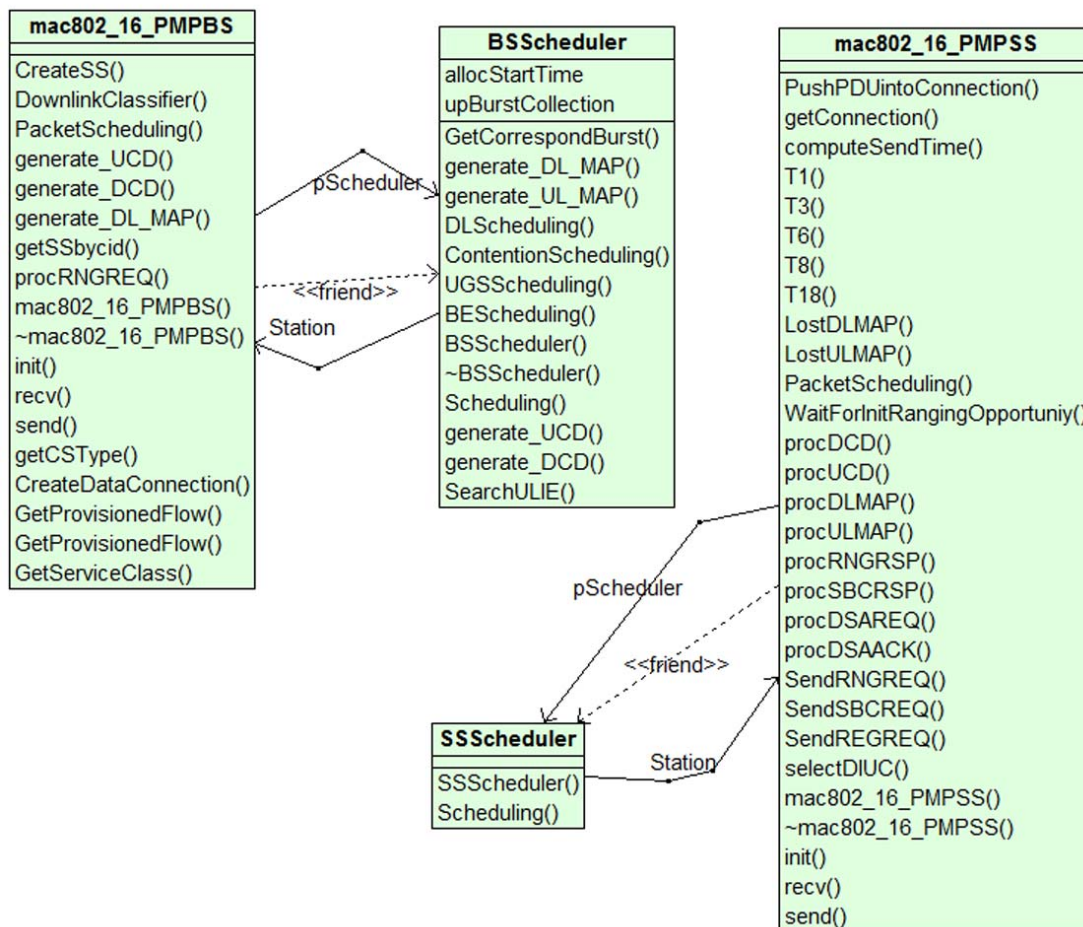 mac802_16_PMPBS
CreateSS()
DownlinkClassifier()
PacketScheduling()
generate_UCD()
generate_DCD()
generate_DL_MAP()
getSSbycid()
procRNGREQ()
mac802_16_PMPBS()
~mac802_16_PMPBS()
init()
recv()
send()
getCSType()
CreateDataConnection()
GetProvisionedFlow()
GetProvisionedFlow()
GetServiceClass()
pScheduler
<<friend>>
Station
BSScheduler
allocStartTime
upBurstCollection
GetCorrespondBurst()
generate_DL_MAP()
generate_UL_MAP()
DLScheduling()
ContentionScheduling()
UGSScheduling()
BEScheduling()
BSScheduler()
~BSScheduler()
Scheduling()
generate_UCD()
generate_DCD()
SearchULIE()
mac802_16_PMPSS
PushPDUintoConnection()
getConnection()
computeSendTime()
T1()
T3()
T6()
T8()
T18()
LostDLMAP()
LostULMAP()
PacketScheduling()
WaitForInitRangingOpportuniy()
procDCD()
procUCD()
procDLMAP()
procULMAP()
procRNGRSP()
procSBCRSP()
procDSAREQ()
procDSAACK()
SendRNGREQ()
SendSBCREQ()
SendREGREQ()
selectDIUC()
mac802_16_PMPSS()
~mac802_16_PMPSS()
init()
recv()
send()
pScheduler
<<friend>>
Station
SSScheduler
SSScheduler()
Scheduling()